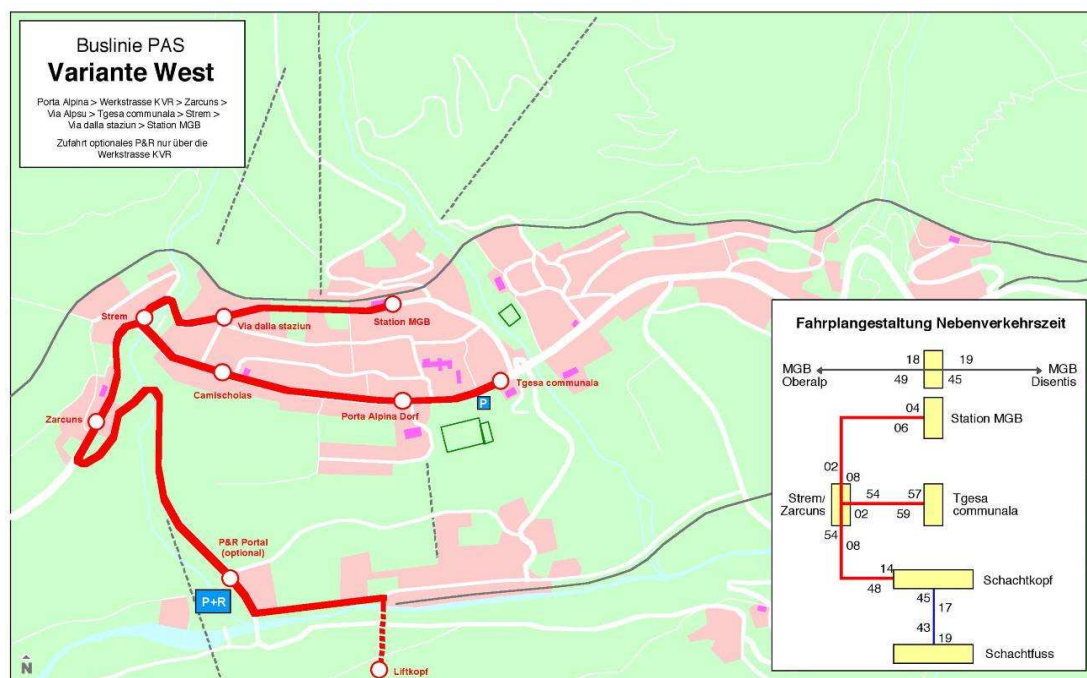 Buslinie PAS
Variante West
Porta Alpina > Werkstrasse KVR > Zarcuns >
Via Alpsu > Tgesa communala > Strem >
Via dalla staziun > Station MGB
Zufahrt optionales P&R nur über die
Werkstrasse KVR
Strem
Via dalla staziun
Station MGB
Camischolas
Tgesa communala
Porta Alpina Dorf
P
Zarcuns
P&R Portal
(optional)
P+R
Liftkopf
N
Fahrplangestaltung Nebenverkehrszeit
18 19
MGB
Oberalp
MGB
Disentis
49 45
04
Station MGB
06
02
08
Strem/
Zarcuns
54 57
Tgesa
communala
02 59
54
08
14
Schachtkopf
48
45
17
43
19
Schachtfuss